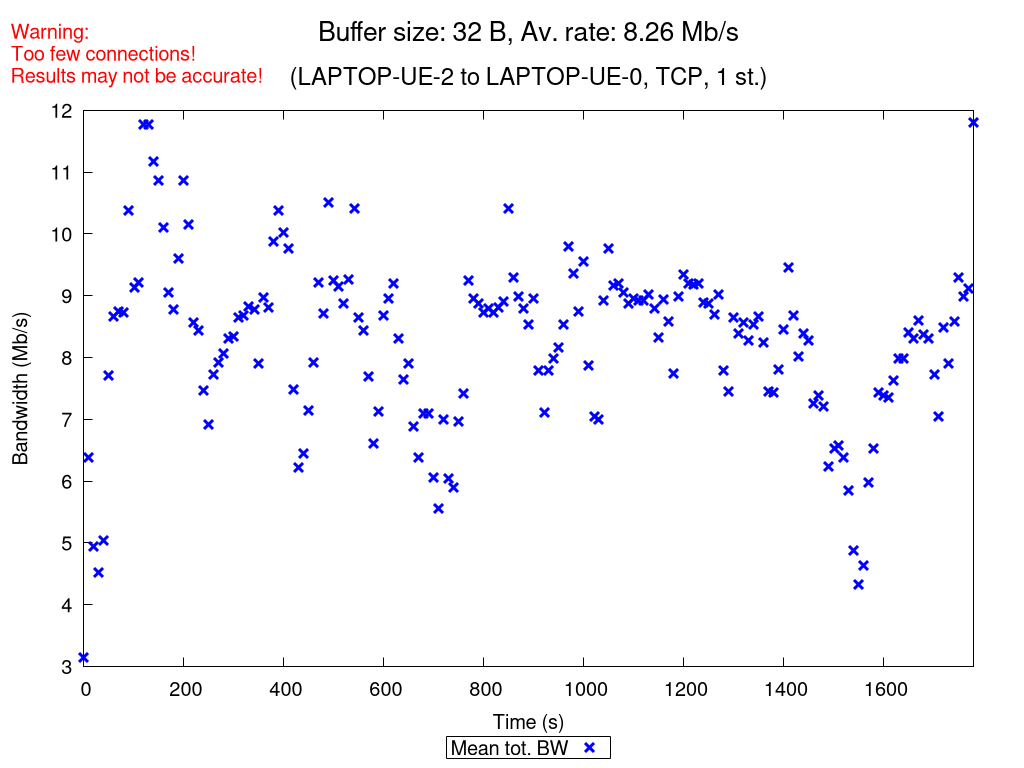 Warning:
Too few connections!
Results may not be accurate!
Buffer size: 32 B, Av. rate: 8.26 Mb/s
(LAPTOP-UE-2 to LAPTOP-UE-0, TCP, 1 st.)
12
11
10
9
8
7
6
5
4
3
Bandwidth (Mb/s)
0 200 400 600 800 1000 1200 1400 1600
Time (s)
Mean tot. BW